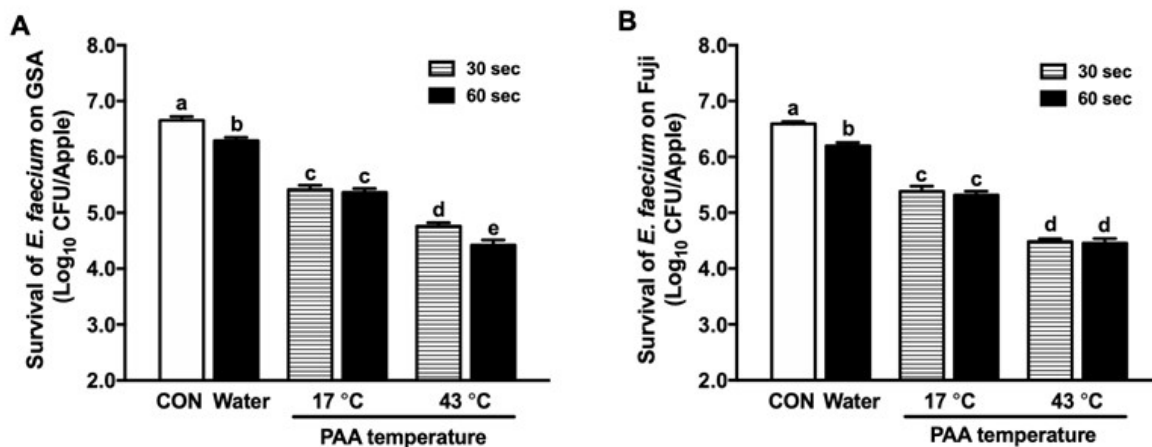 A
Survival of E. faecium on GSA
(Log10 CFU/Apple)
8.0
7.0
6.0
5.0
4.0
3.0
2.0
30 sec
60 sec
a
b
c
c
d
e
CON Water 17 °C 43 °C
PAA temperature
B
Survival of E. faecium on Fuji
(Log10 CFU/Apple)
8.0
7.0
6.0
5.0
4.0
3.0
2.0
30 sec
60 sec
a
b
c
c
d
d
CON Water 17 °C 43 °C
PAA temperature